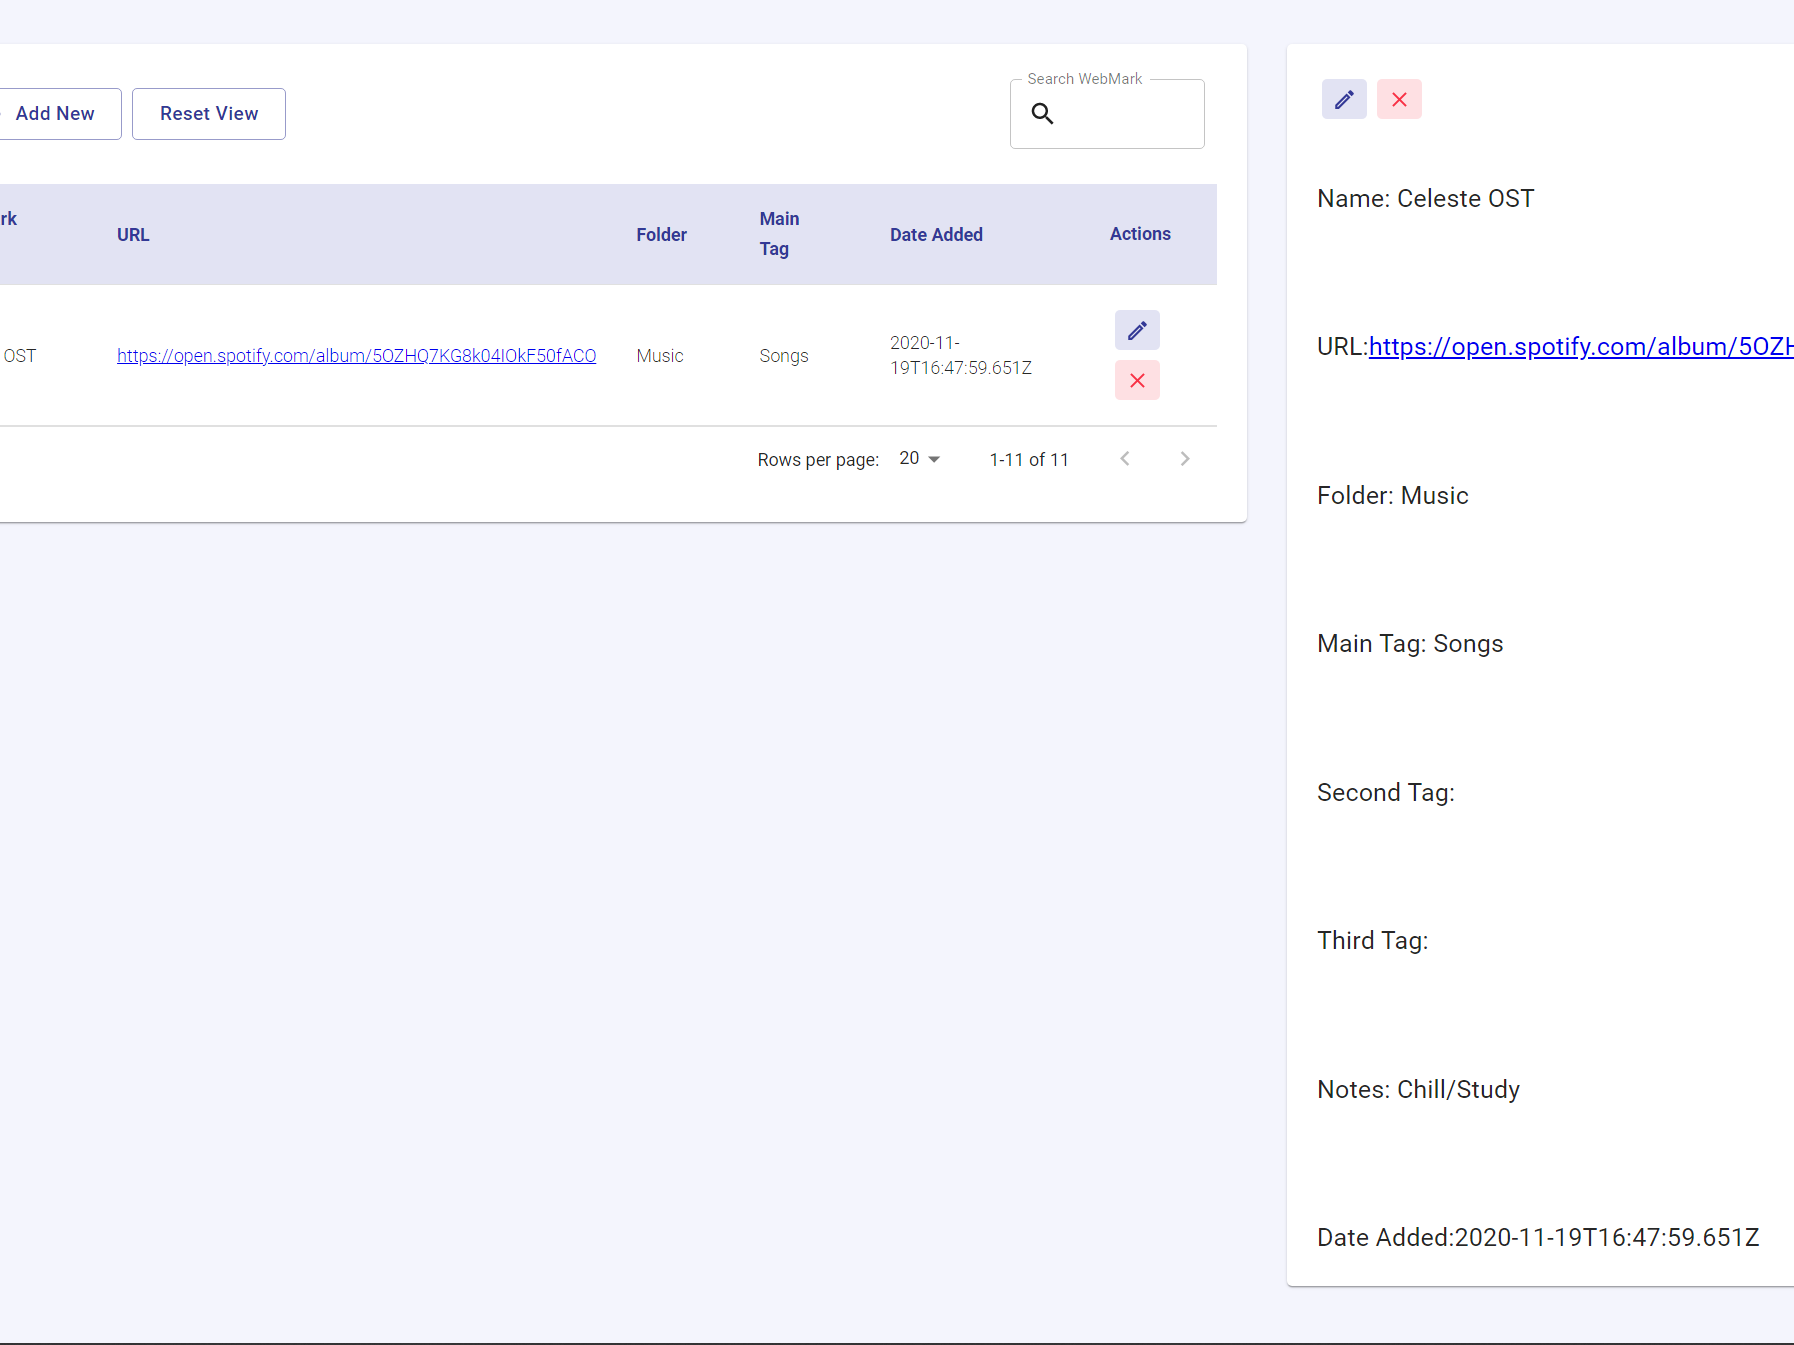 Add New
Reset View
Search WebMark
rk
URL
Folder
Main
Tag
Date Added
Actions
OST
https://open.spotify.com/album/5OZHQ7KG8k04IOkF50fACO
Music
Songs
2020-11-
19T16:47:59.651Z
Rows per page:
20
1-11 of 11
Name: Celeste OST
URL:https://open.spotify.com/album/5OZH
Folder: Music
Main Tag: Songs
Second Tag:
Third Tag:
Notes: Chill/Study
Date Added:2020-11-19T16:47:59.651Z